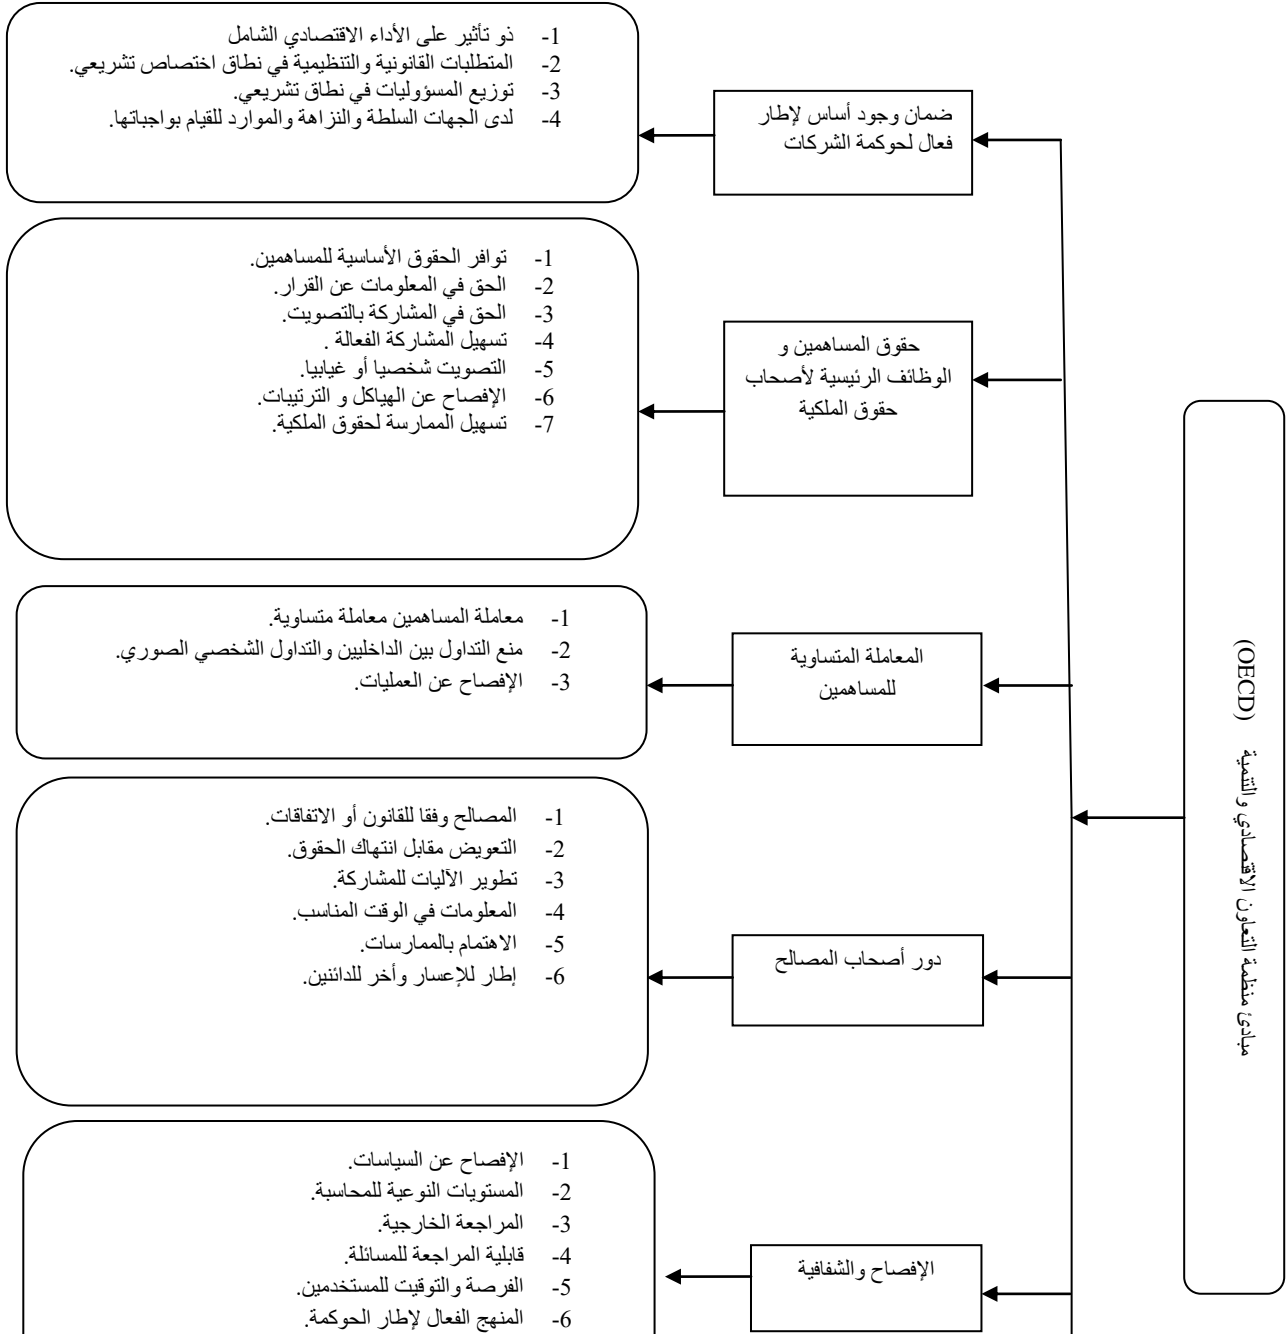 مبادئ منظمة التعاون الاقتصادي والتنمية (OECD)
ضمان وجود أساس لإطار
فعال لحوكمة الشركات
1- ذو تأثير على الأداء الاقتصادي الشامل
2- المتطلبات القانونية والتنظيمية في نطاق اختصاص تشريعي.
3- توزيع المسؤوليات في نطاق تشريعي.
4- لدى الجهات السلطة والنزاهة والموارد للقيام بواجباتها.
حقوق المساهمين و
الوظائف الرئيسية لأصحاب
حقوق الملكية
1- توافر الحقوق الأساسية للمساهمين.
2- الحق في المعلومات عن القرار.
3- الحق في المشاركة بالتصويت.
4- تسهيل المشاركة الفعالة .
5- التصويت شخصيا أو غيابيا.
6- الإفصاح عن الهياكل و الترتيبات.
7- تسهيل الممارسة لحقوق الملكية.
المعاملة المتساوية
للمساهمين
1- معاملة المساهمين معاملة متساوية.
2- منع التداول بين الداخليين والتداول الشخصي الصوري.
3- الإفصاح عن العمليات.
دور أصحاب المصالح
1- المصالح وفقا للقانون أو الاتفاقات.
2- التعويض مقابل انتهاك الحقوق.
3- تطوير الآليات للمشاركة.
4- المعلومات في الوقت المناسب.
5- الاهتمام بالممارسات.
6- إطار للإعسار وأخر للدائنين.
الإفصاح والشفافية
1- الإفصاح عن السياسات.
2- المستويات النوعية للمحاسبة.
3- المراجعة الخارجية.
4- قابلية المراجعة للمسائلة.
5- الفرصة والتوقيت للمستخدمين.
6- المنهج الفعال لإطار الحوكمة.